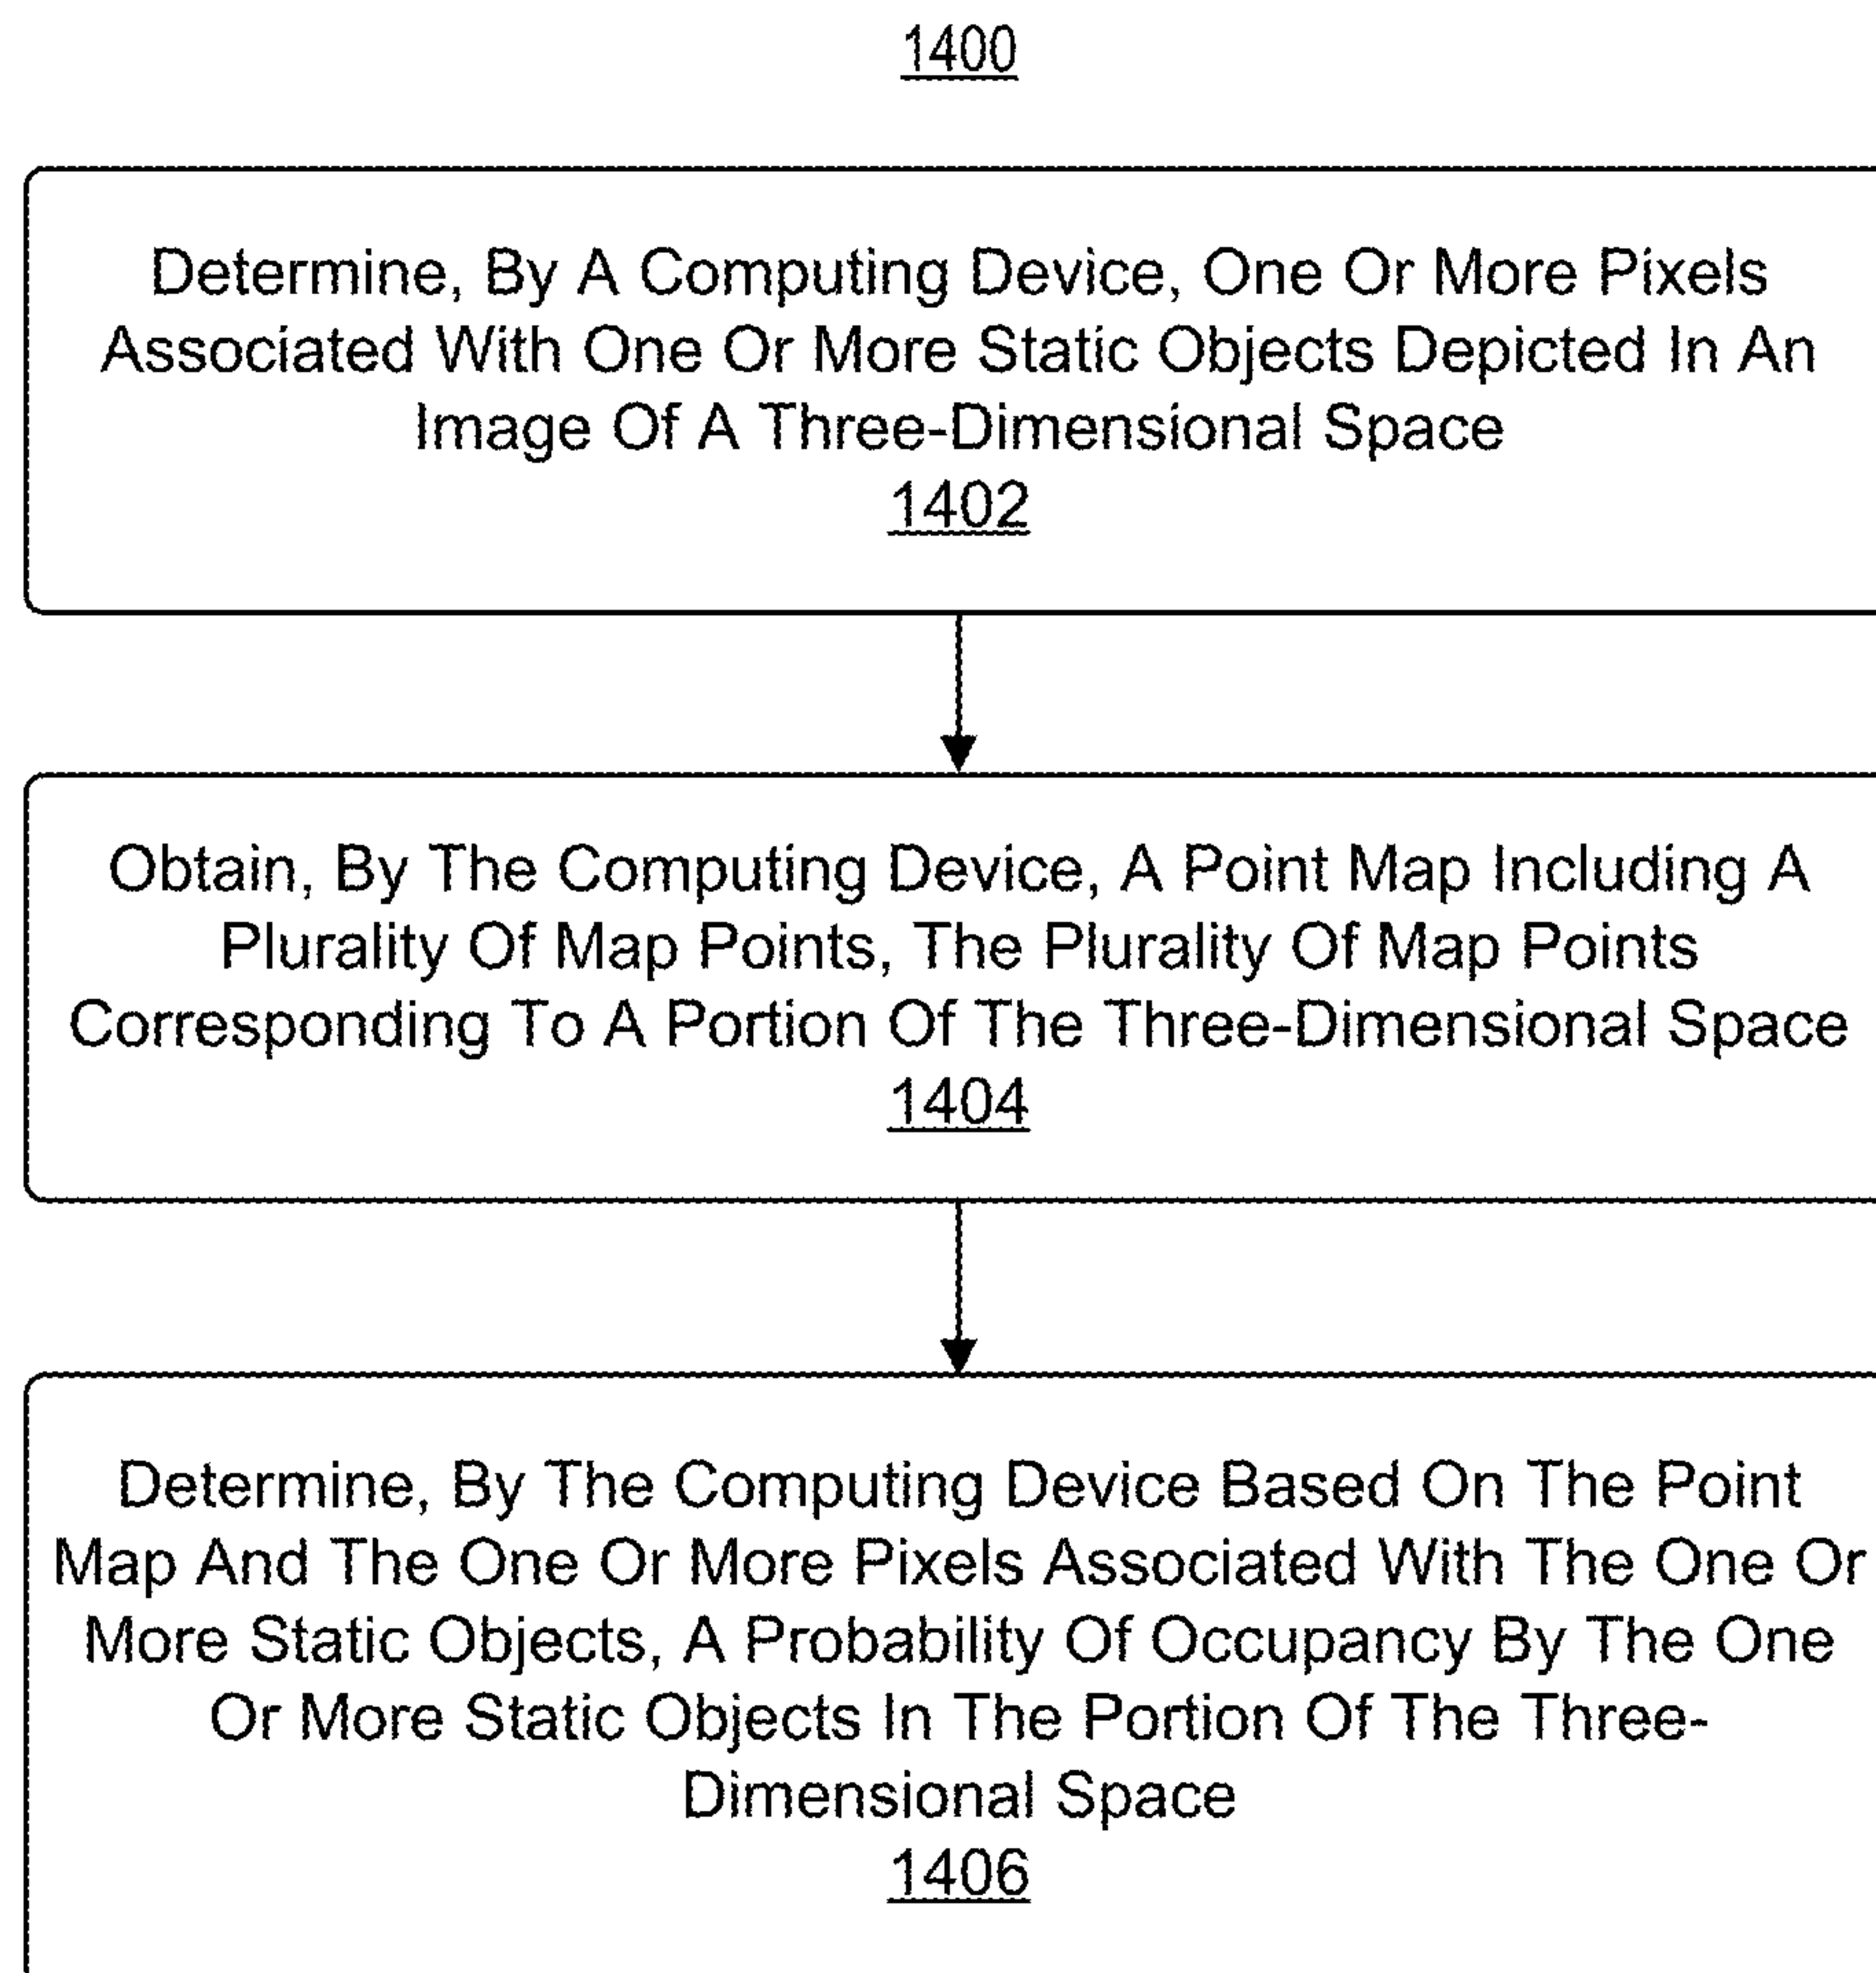 1400
Determine, By A Computing Device, One Or More Pixels
Associated With One Or More Static Objects Depicted In An
Image Of A Three-Dimensional Space
1402
Obtain, By The Computing Device, A Point Map Including A
Plurality Of Map Points, The Plurality Of Map Points
Corresponding To A Portion Of The Three-Dimensional Space
1404
Determine, By The Computing Device Based On The Point
Map And The One Or More Pixels Associated With The One Or
More Static Objects, A Probability Of Occupancy By The One
Or More Static Objects In The Portion Of The Three-
Dimensional Space
1406